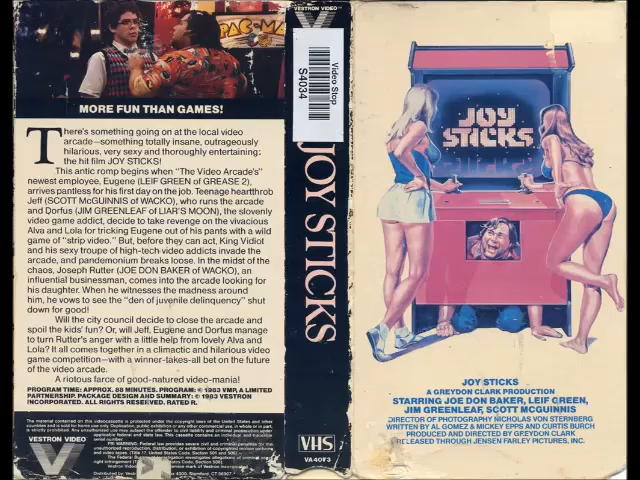 PAC-MA
MORE FUN THAN GAMES!
There's something going on at the local video
arcade—something totally insane, outrageously
hilarious, very sexy and thoroughly entertaining:
the hit film JOY STICKS!
This antic romp begins when "The Video Arcade's"
newest employee, Eugene (LEIF GREEN of GREASE 2),
arrives pantless for his first day on the job. Teenage heartthrob
Jeff (SCOTT McGUINNIS of WACKO), who runs the arcade
and Dorfus (JIM GREENLEAF of LIAR'S MOON), the slovenly
video game addict, decide to take revenge on the vivacious
Alva and Lola for tricking Eugene out of his pants with a wild
game of "strip video." But, before they can act, King Vidiot
and his sexy troupe of high-tech video addicts invade the
arcade, and pandemonium breaks loose. In the midst of the
chaos, Joseph Rutter (JOE DON BAKER of WACKO), an
influential businessman, comes into the arcade looking for
his daughter. When he witnesses the madness around
him, he vows to see the "den of juvenile delinquency" shut
down for good!
Will the city council decide to close the arcade and
spoil the kids' fun? Or, will Jeff, Eugene and Dorfus manage
to turn Rutter's anger with a little help from lovely Alva and
Lola? It all comes together in a climactic and hilarious video
game competition—with a winner-takes-all bet on the future
of the video arcade.
A riotous farce of good-natured video-mania!
PROGRAM TIME: APPROX. 88 MINUTES. PROGRAM: © 1983 VMP, A LIMITED
PARTNERSHIP. PACKAGE DESIGN AND SUMMARY: © 1983 VESTRON
INCORPORATED. ALL RIGHTS RESERVED. RATED R.
VESTRON VIDEO
VESTRON VIDEO
Video Stop
S4034
JOY STICKS
VHS
VA 40F3
JOY
STICKS
JOY STICKS
A GREYDON CLARK PRODUCTION
STARRING JOE DON BAKER, LEIF GREEN,
JIM GREENLEAF, SCOTT MCGUINNIS
DIRECTOR OF PHOTOGRAPHY NICHOLAS VON STERNBERG
WRITTEN BY AL GOMEZ & MICKEY EPPS AND CURTIS BURCH
PRODUCED AND DIRECTED BY GREYDON CLARK
RELEASED THROUGH JENSEN FARLEY PICTURES, INC.